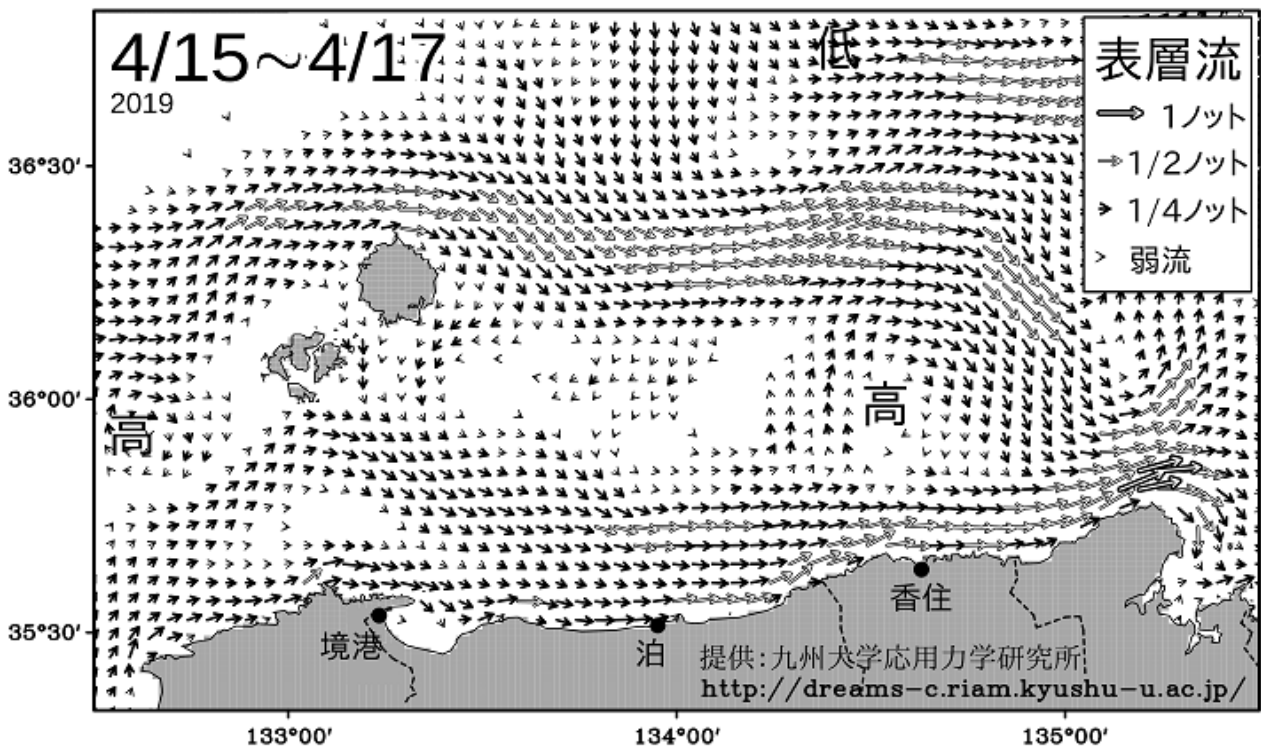 4/15～4/17
2019
低
表層流
1ノット
1/2ノット
1/4ノット
弱流
36°30′
36°00′
高
高
35°30′
境港
泊
香住
提供：九州大学応用力学研究所
http://dreams-c.riam.kyushu-u.ac.jp/
133°00′
134°00′
135°00′